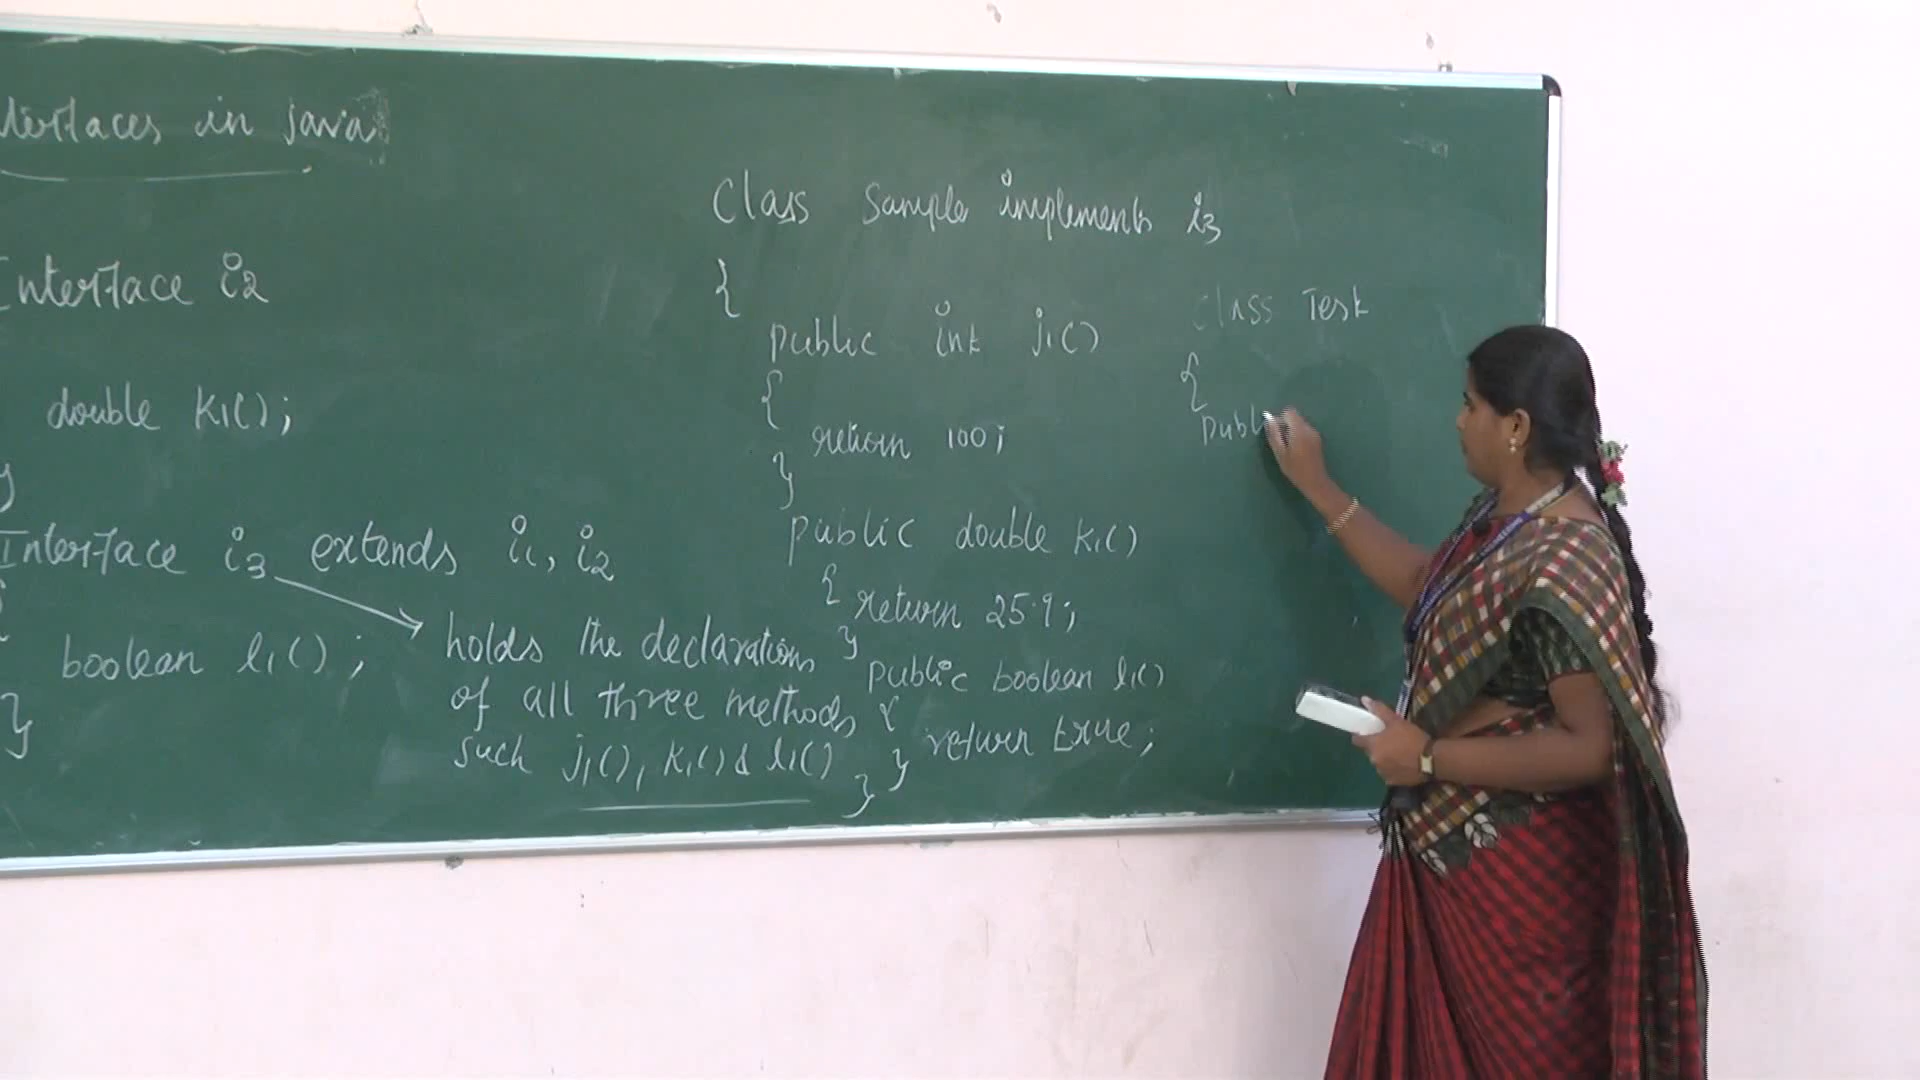 terfaces in java
Interface i2
double K1();
}
Interface i3 extends i1, i2
{
boolean l1();
}
holds the declarations
of all three methods
such j1(), K1() & l1()
Class Sample implements i3
{
public int j1()
{
return 100;
}
public double K1()
{ return 25.9;
}
public boolean l1()
{
return true;
}
}
Class Test
{
publi